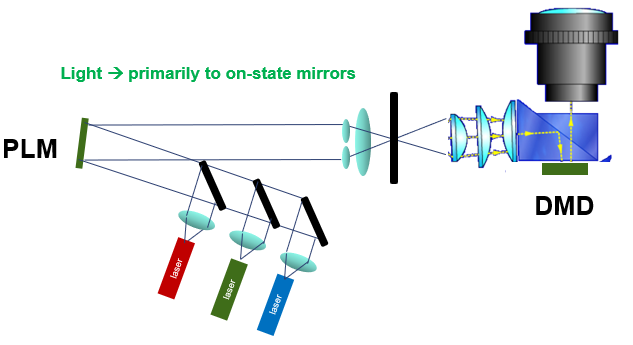 Light → primarily to on-state mirrors
PLM
DMD
laser
laser
laser